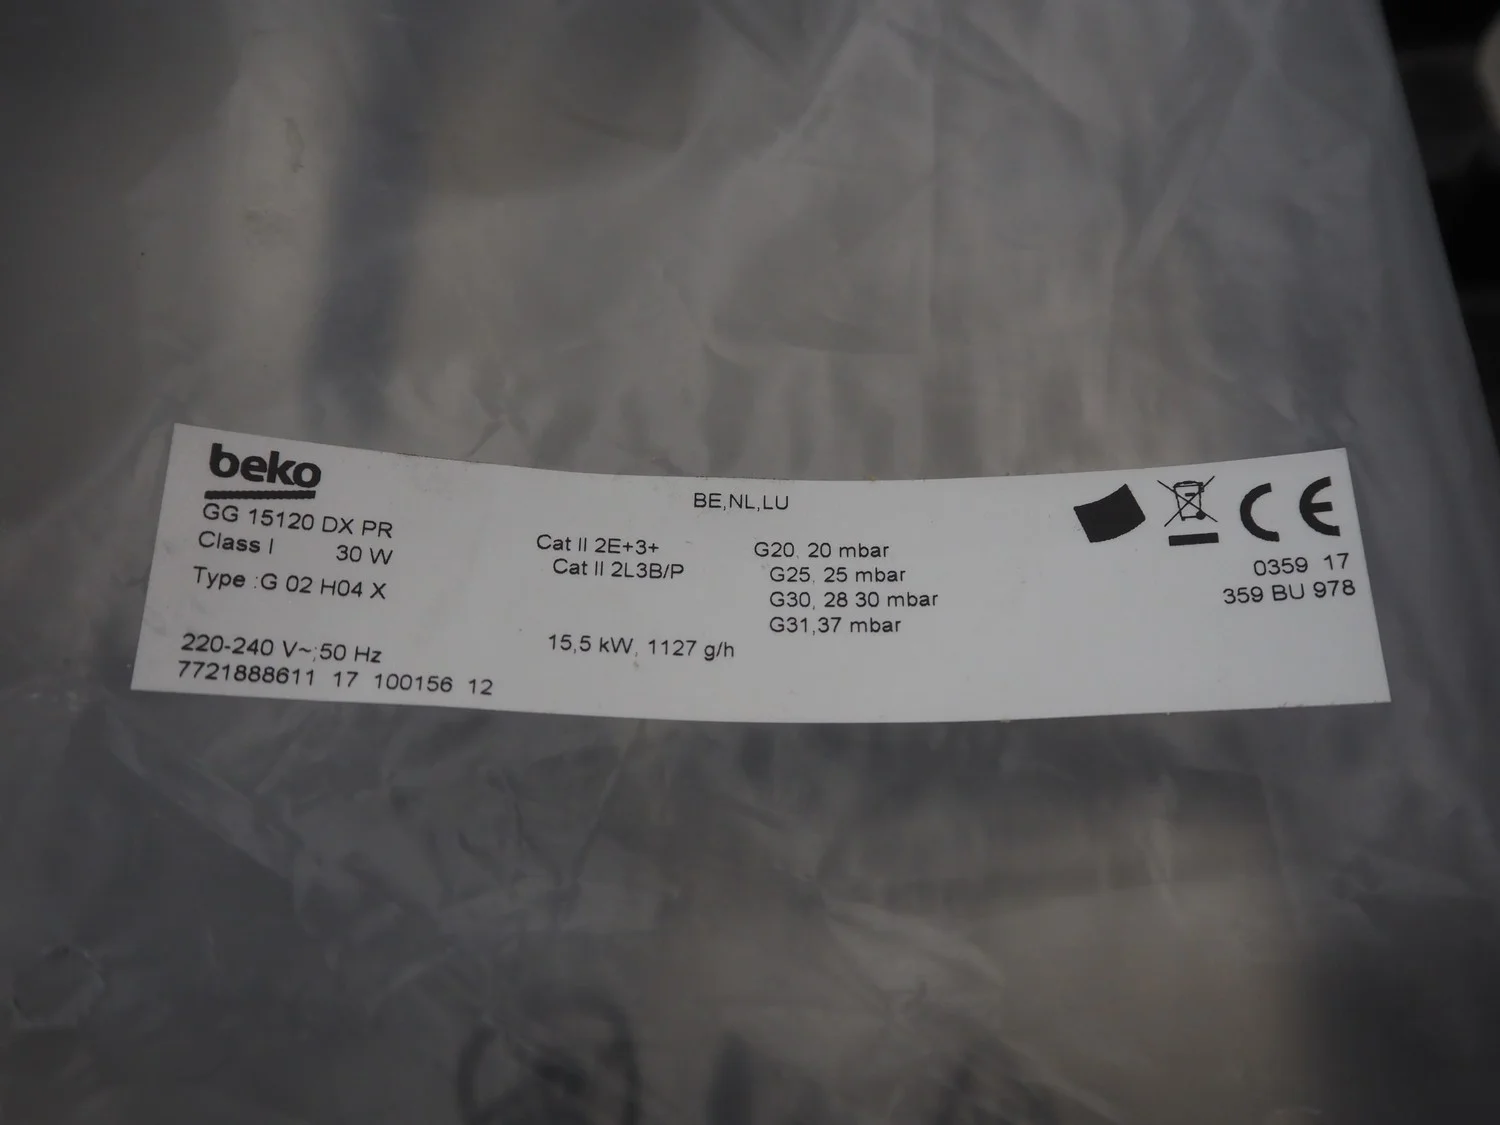 beko
GG 15120 DX PR
Class I 30 W
Type :G 02 H04 X
220-240 V~;50 Hz
7721888611 17 100156 12
BE,NL,LU
Cat II 2E+3+
Cat II 2L3B/P
15,5 kW, 1127 g/h
G20, 20 mbar
G25, 25 mbar
G30, 28 30 mbar
G31,37 mbar
CE
0359 17
359 BU 978